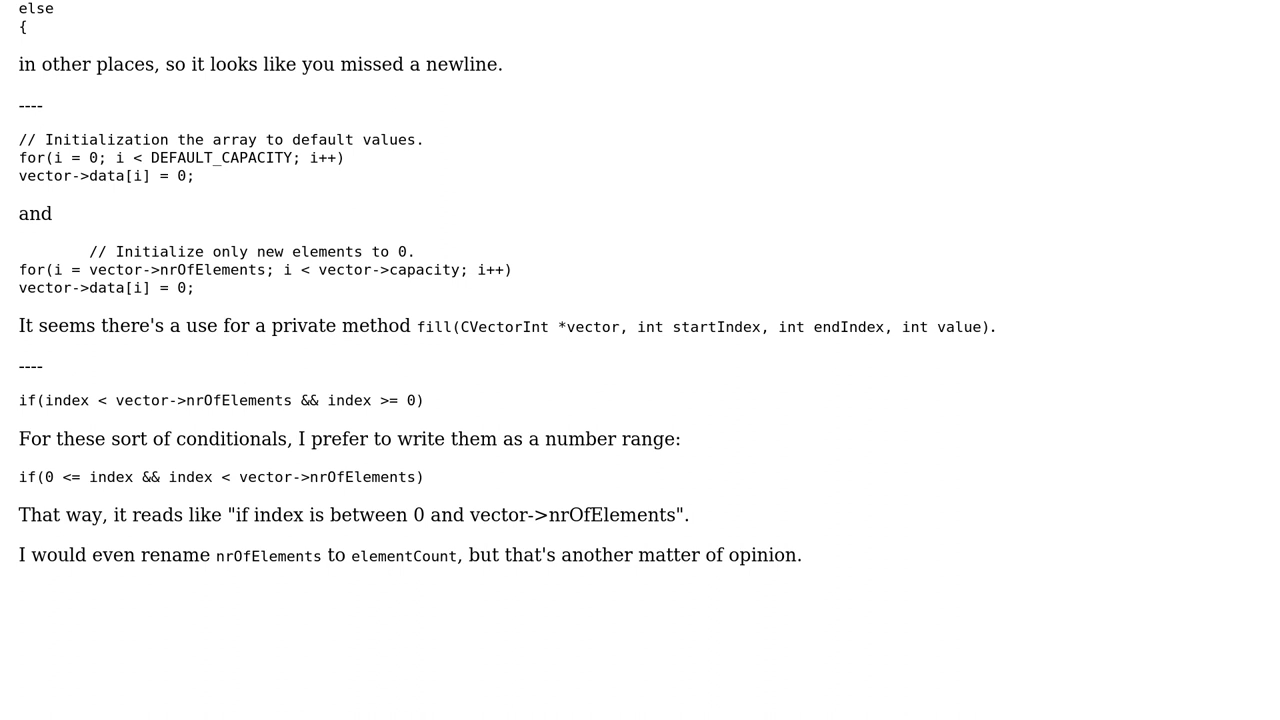 else
{
in other places, so it looks like you missed a newline.
----
// Initialization the array to default values.
for(i = 0; i < DEFAULT_CAPACITY; i++)
vector->data[i] = 0;
and
        // Initialize only new elements to 0.
for(i = vector->nrOfElements; i < vector->capacity; i++)
vector->data[i] = 0;
It seems there's a use for a private method fill(CVectorInt *vector, int startIndex, int endIndex, int value).
----
if(index < vector->nrOfElements && index >= 0)
For these sort of conditionals, I prefer to write them as a number range:
if(0 <= index && index < vector->nrOfElements)
That way, it reads like "if index is between 0 and vector->nrOfElements".
I would even rename nrOfElements to elementCount, but that's another matter of opinion.